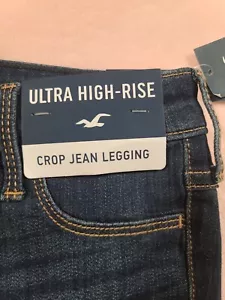 ULTRA HIGH-RISE
CROP JEAN LEGGING